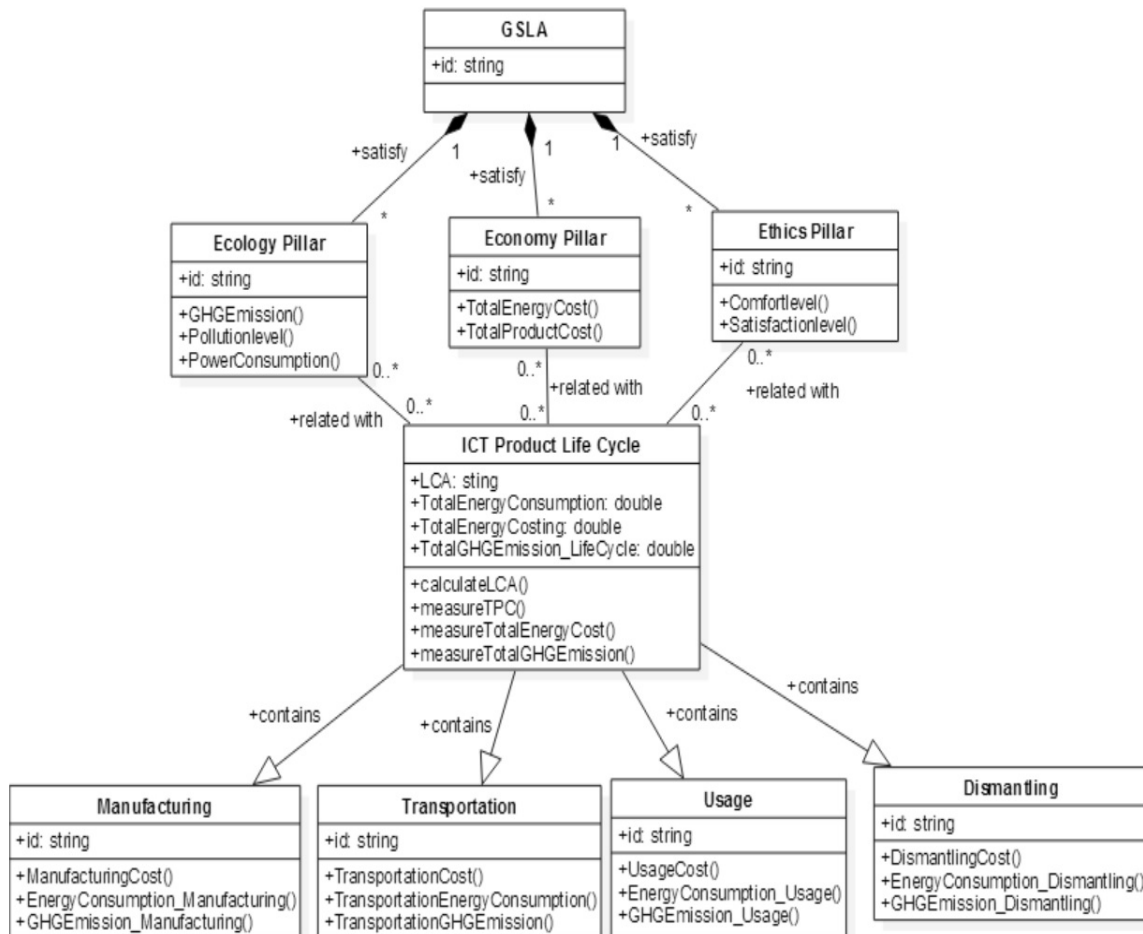 GSLA
+id: string
+satisfy
1
+satisfy
1
+satisfy
1
*
*
*
Ecology Pillar
+id: string
+GHGEmission()
+Pollutionlevel()
+PowerConsumption()
Economy Pillar
+id: string
+TotalEnergyCost()
+TotalProductCost()
Ethics Pillar
+id: string
+Comfortlevel()
+Satisfactionlevel()
0..*
+related with
0..*
0..*
+related with
0..*
0..*
+related with
0..*
ICT Product Life Cycle
+LCA: sting
+TotalEnergyConsumption: double
+TotalEnergyCosting: double
+TotalGHGEmission_LifeCycle: double
+calculateLCA()
+measureTPC()
+measureTotalEnergyCost()
+measureTotalGHGEmission()
+contains
+contains
+contains
+contains
Manufacturing
+id: string
+ManufacturingCost()
+EnergyConsumption_Manufacturing()
+GHGEmission_Manufacturing()
Transportation
+id: string
+TransportationCost()
+TransportationEnergyConsumption()
+TransportationGHGEmission()
Usage
+id: string
+UsageCost()
+EnergyConsumption_Usage()
+GHGEmission_Usage()
Dismantling
+id: string
+DismantlingCost()
+EnergyConsumption_Dismantling()
+GHGEmission_Dismantling()